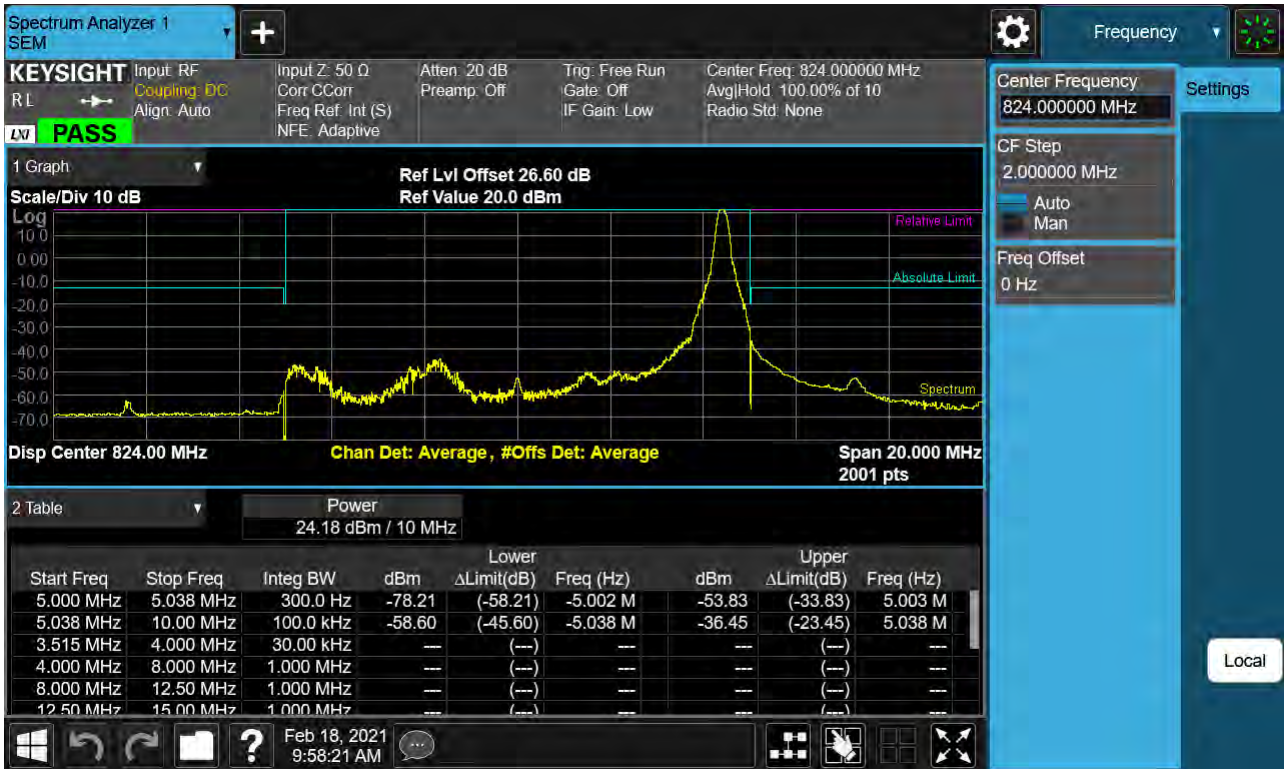 Spectrum Analyzer 1
SEM
Frequency
KEYSIGHT
R L
LXI
PASS
Input: RF
Coupling: DC
Align: Auto
Input Z: 50 Ω
Corr CCorr
Freq Ref: Int (S)
NFE: Adaptive
Atten: 20 dB
Preamp: Off
Trig: Free Run
Gate: Off
IF Gain: Low
Center Freq: 824.000000 MHz
Avg|Hold: 100.00% of 10
Radio Std: None
Center Frequency
824.000000 MHz
Settings
CF Step
2.000000 MHz
Auto
Man
Freq Offset
0 Hz
Local
1 Graph
Ref Lvl Offset 26.60 dB
Scale/Div 10 dB
Ref Value 20.0 dBm
Log
10.0
0.00
-10.0
-20.0
-30.0
-40.0
-50.0
-60.0
-70.0
Relative Limit
Absolute Limit
Spectrum
Disp Center 824.00 MHz
Chan Det: Average, #Offs Det: Average
Span 20.000 MHz
2001 pts
2 Table
Power
24.18 dBm / 10 MHz
Lower Upper
Start Freq Stop Freq Integ BW dBm ΔLimit(dB) Freq (Hz) dBm ΔLimit(dB) Freq (Hz)
5.000 MHz 5.038 MHz 300.0 Hz -78.21 (-58.21) -5.002 M -53.83 (-33.83) 5.003 M
5.038 MHz 10.00 MHz 100.0 kHz -58.60 (-45.60) -5.038 M -36.45 (-23.45) 5.038 M
3.515 MHz 4.000 MHz 30.00 kHz --- (---) --- --- (---) ---
4.000 MHz 8.000 MHz 1.000 MHz --- (---) --- --- (---) ---
8.000 MHz 12.50 MHz 1.000 MHz --- (---) --- --- (---) ---
12.50 MHz 15.00 MHz 1.000 MHz --- (---) --- --- (---) ---
?
Feb 18, 2021
9:58:21 AM